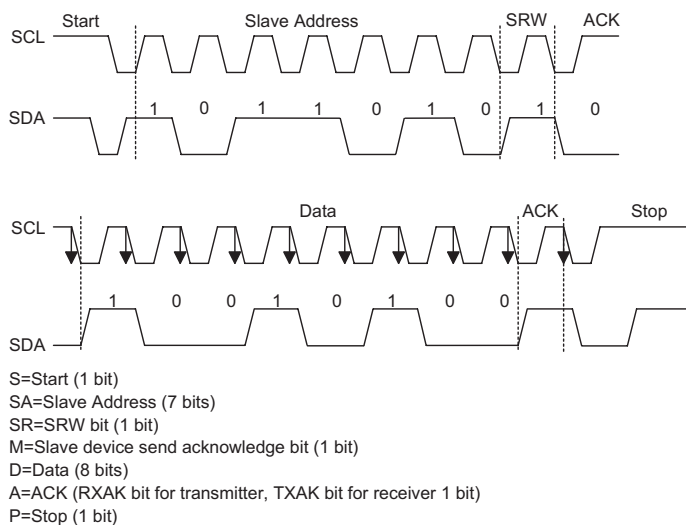 Start Slave Address SRW ACK
SCL
1 0 1 1 0 1 0 1 0
SDA
Data ACK Stop
SCL
1 0 0 1 0 1 0 0
SDA
S=Start (1 bit)
SA=Slave Address (7 bits)
SR=SRW bit (1 bit)
M=Slave device send acknowledge bit (1 bit)
D=Data (8 bits)
A=ACK (RXAK bit for transmitter, TXAK bit for receiver 1 bit)
P=Stop (1 bit)